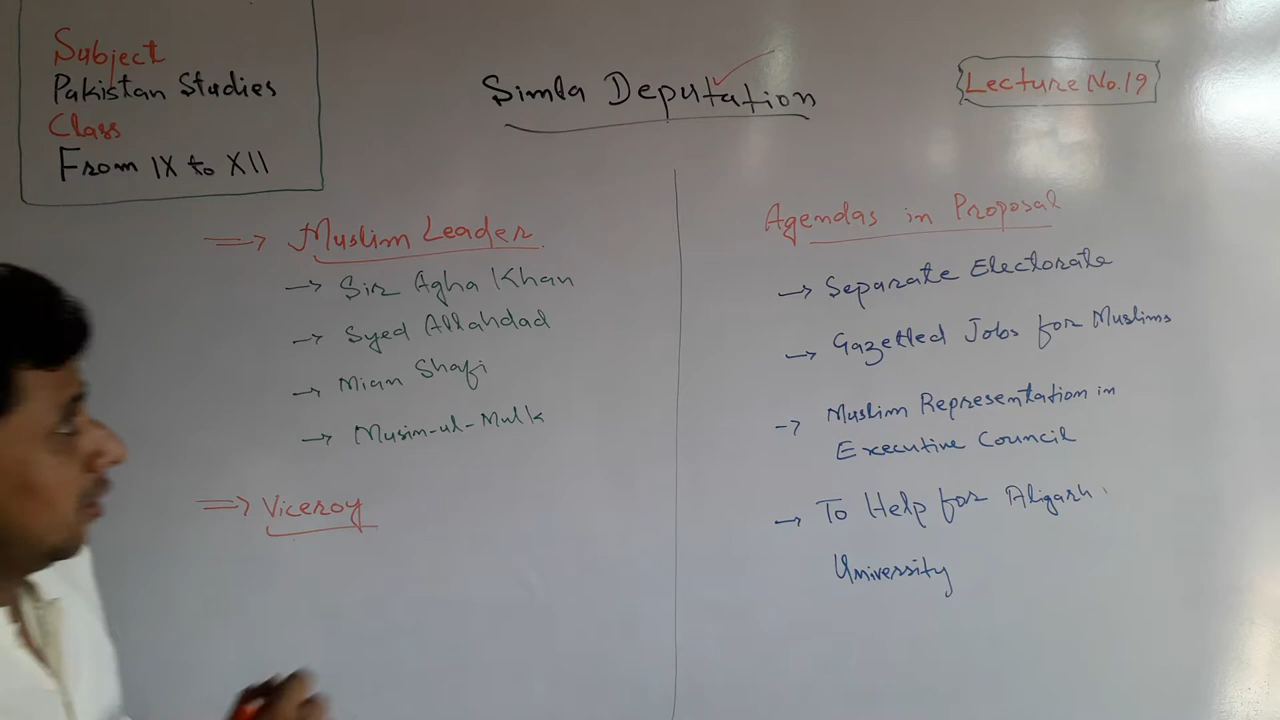 Subject
Pakistan Studies
Class
From IX to XII
Simla Deputation
Lecture No.19
⇒ Muslim Leader
→ Sir Agha Khan
→ Syed Allahdad
→ Mian Shafi
→ Musim-ul-Mulk
⇒ Viceroy
Agendas in Proposal
→ Separate Electorate
→ Gazetted Jobs for Muslims
→ Muslim Representation in
Executive Council
→ To Help for Aligarh
University